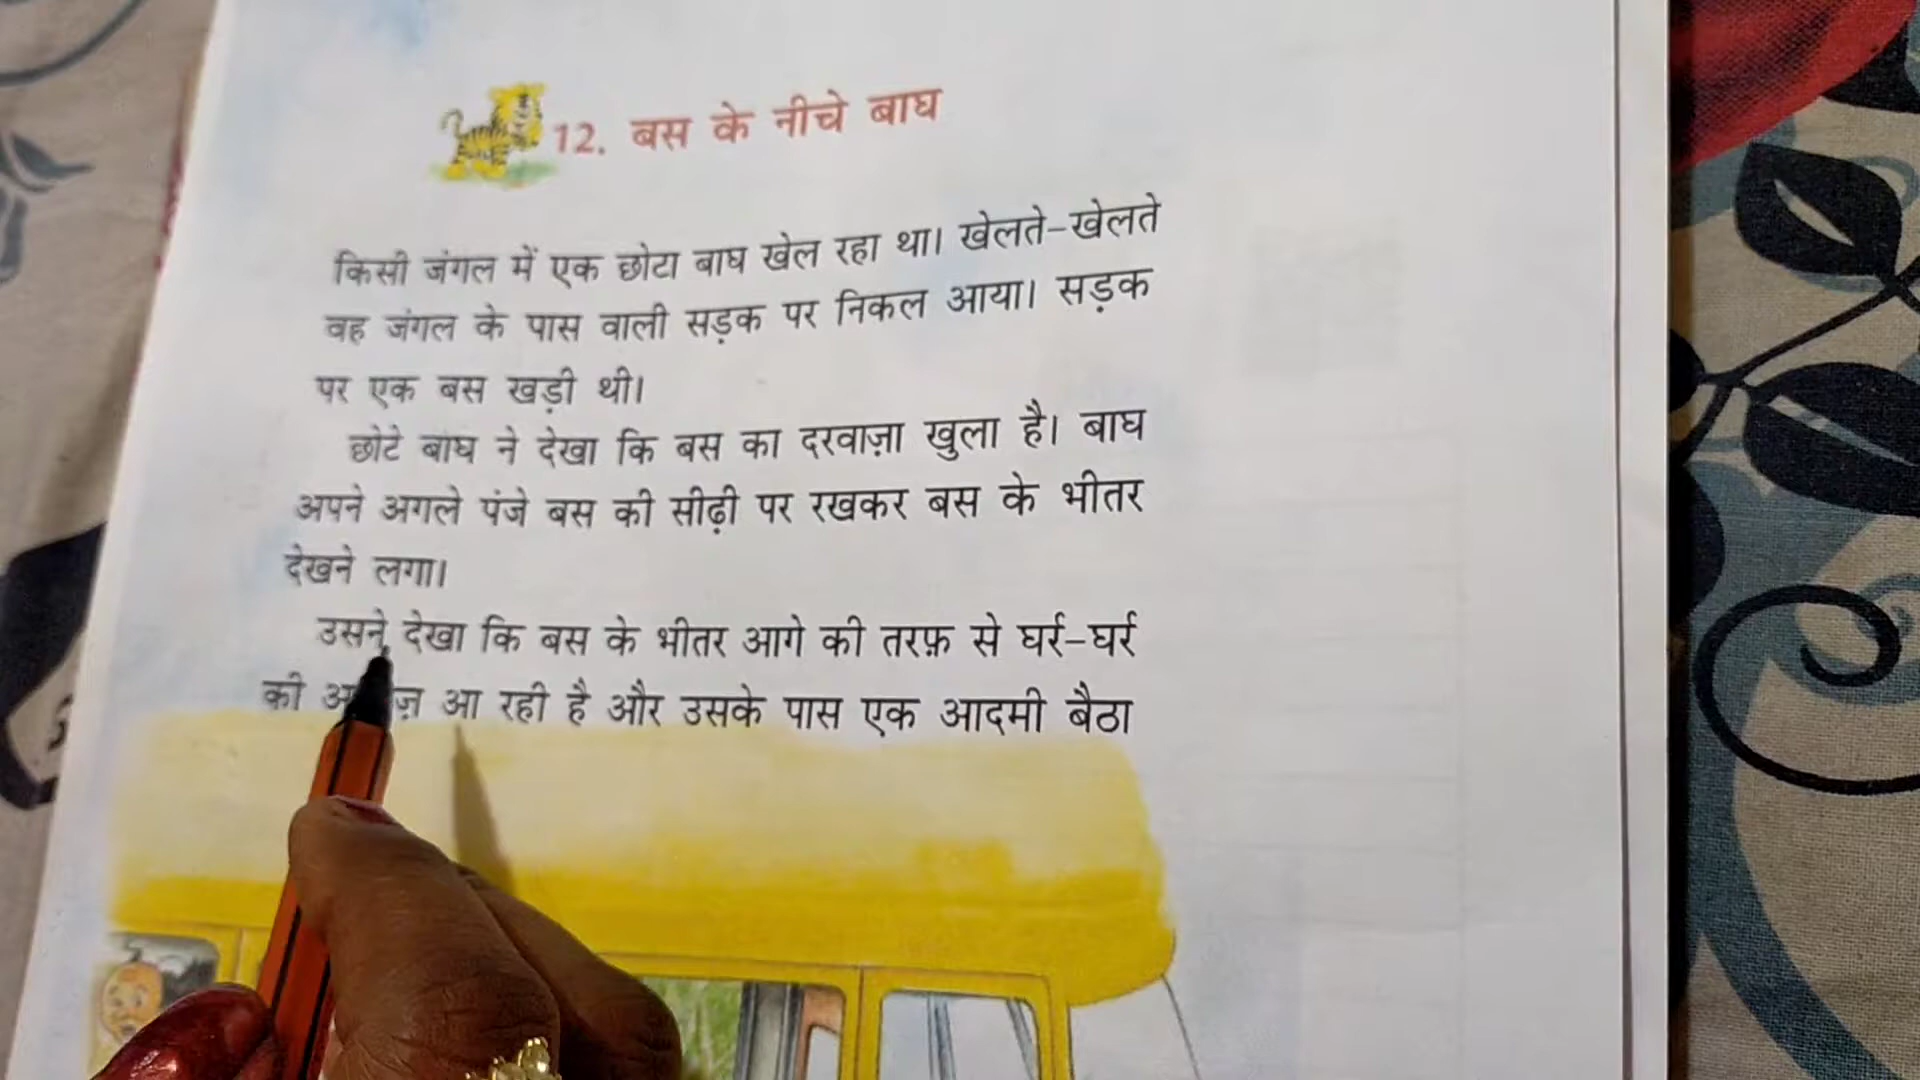 12. बस के नीचे बाघ
किसी जंगल में एक छोटा बाघ खेल रहा था। खेलते-खेलते
वह जंगल के पास वाली सड़क पर निकल आया। सड़क
पर एक बस खड़ी थी।
छोटे बाघ ने देखा कि बस का दरवाज़ा खुला है। बाघ
अपने अगले पंजे बस की सीढ़ी पर रखकर बस के भीतर
देखने लगा।
उसने देखा कि बस के भीतर आगे की तरफ़ से घर्र-घर्र
की आ रही है और उसके पास एक आदमी बैठा